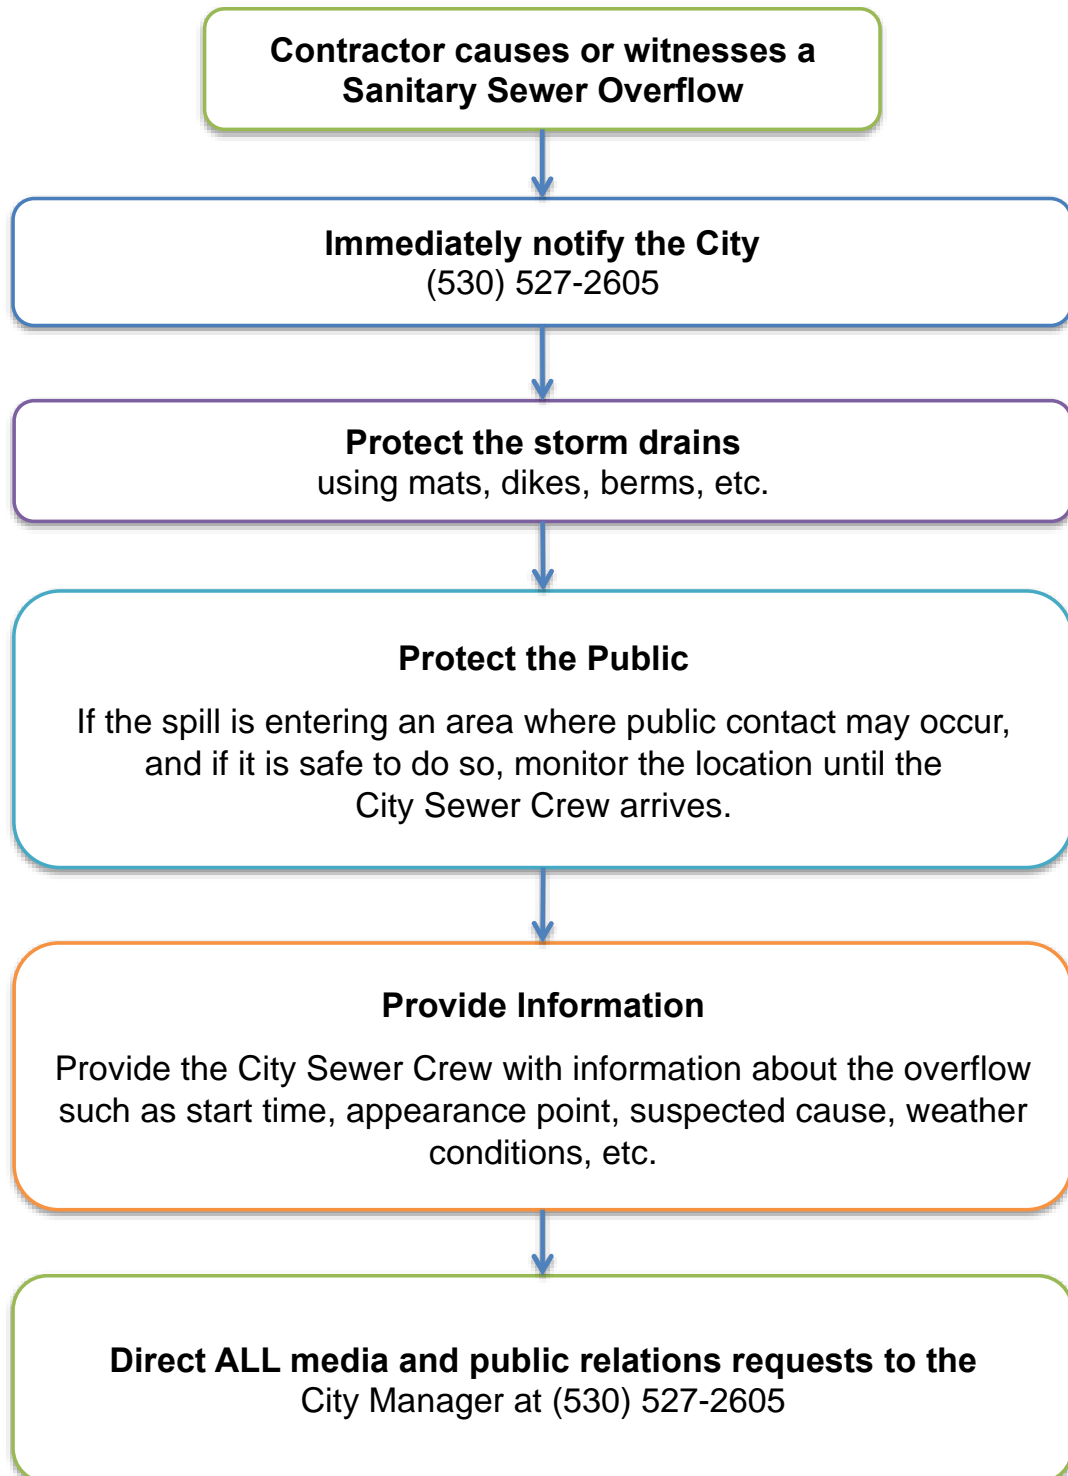 Contractor causes or witnesses a
Sanitary Sewer Overflow
Immediately notify the City
(530) 527-2605
Protect the storm drains
using mats, dikes, berms, etc.
Protect the Public
If the spill is entering an area where public contact may occur,
and if it is safe to do so, monitor the location until the
City Sewer Crew arrives.
Provide Information
Provide the City Sewer Crew with information about the overflow
such as start time, appearance point, suspected cause, weather
conditions, etc.
Direct ALL media and public relations requests to the
City Manager at (530) 527-2605